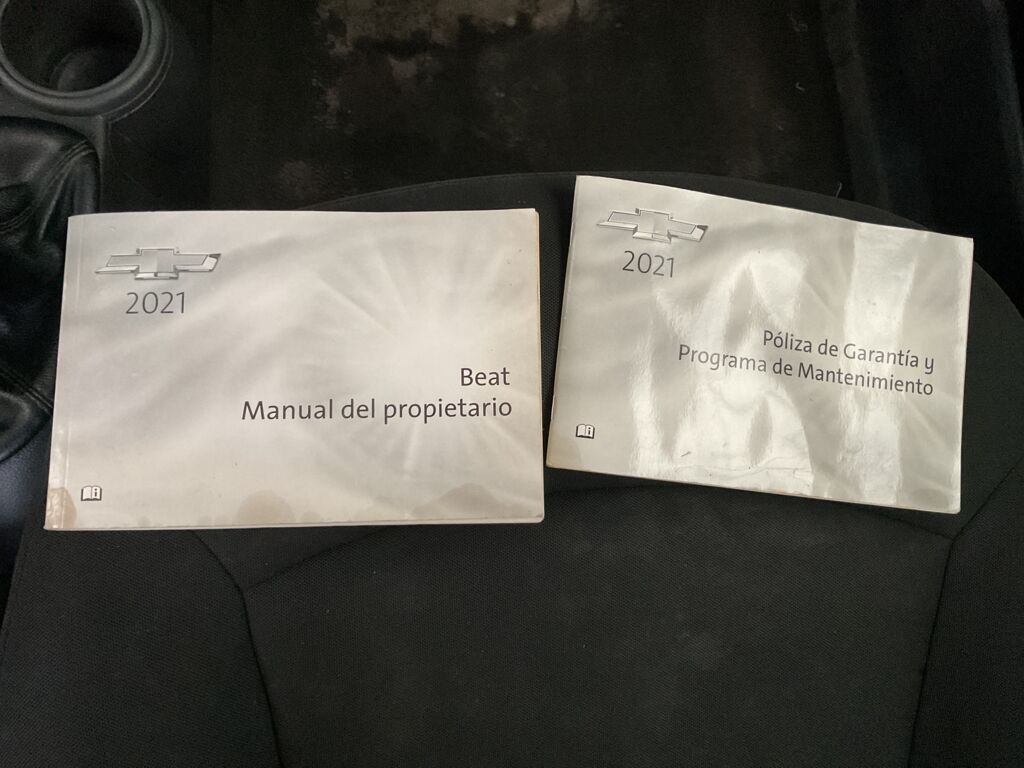 2021
Beat
Manual del propietario
2021
Póliza de Garantía y
Programa de Mantenimiento